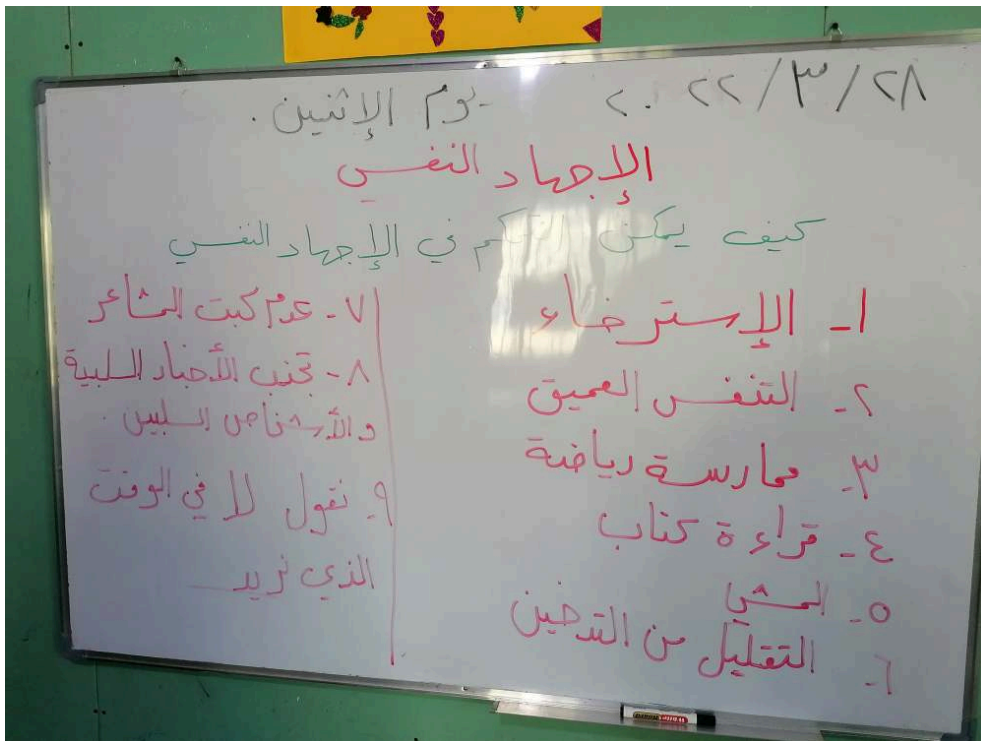 ٢٠٢٢/٣/٢٨ يوم الإثنين.
الإجهاد النفسي
كيف يمكن التحكم في الإجهاد النفسي
١- الإسترخاء
٢- التنفس العميق
٣- ممارسة رياضة
٤- قراءة كتاب
٥- المشي
٦- التقليل من التدخين
٧- عدم كبت المشاعر
٨- تجنب الأخبار السلبية
والأشخاص السلبين.
٩- نقول لا في الوقت
الذي نريد